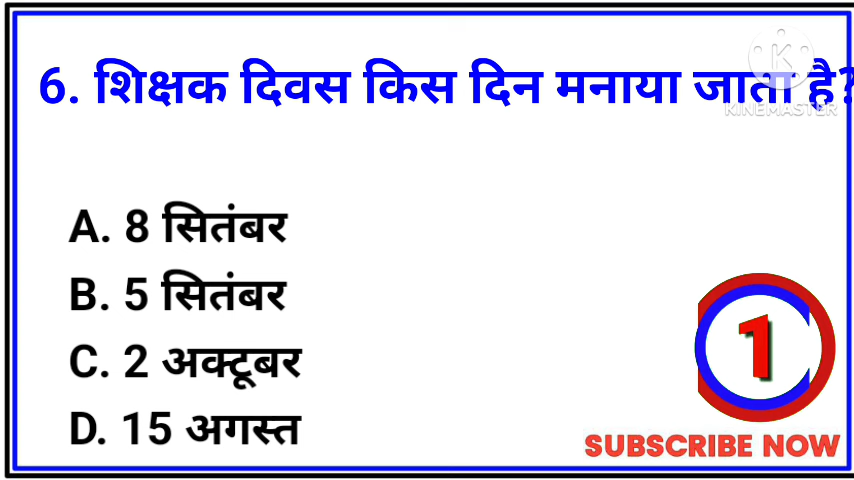 6. शिक्षक दिवस किस दिन मनाया जाता है?
K
KINEMASTER
A. 8 सितंबर
B. 5 सितंबर
C. 2 अक्टूबर
D. 15 अगस्त
1
SUBSCRIBE NOW